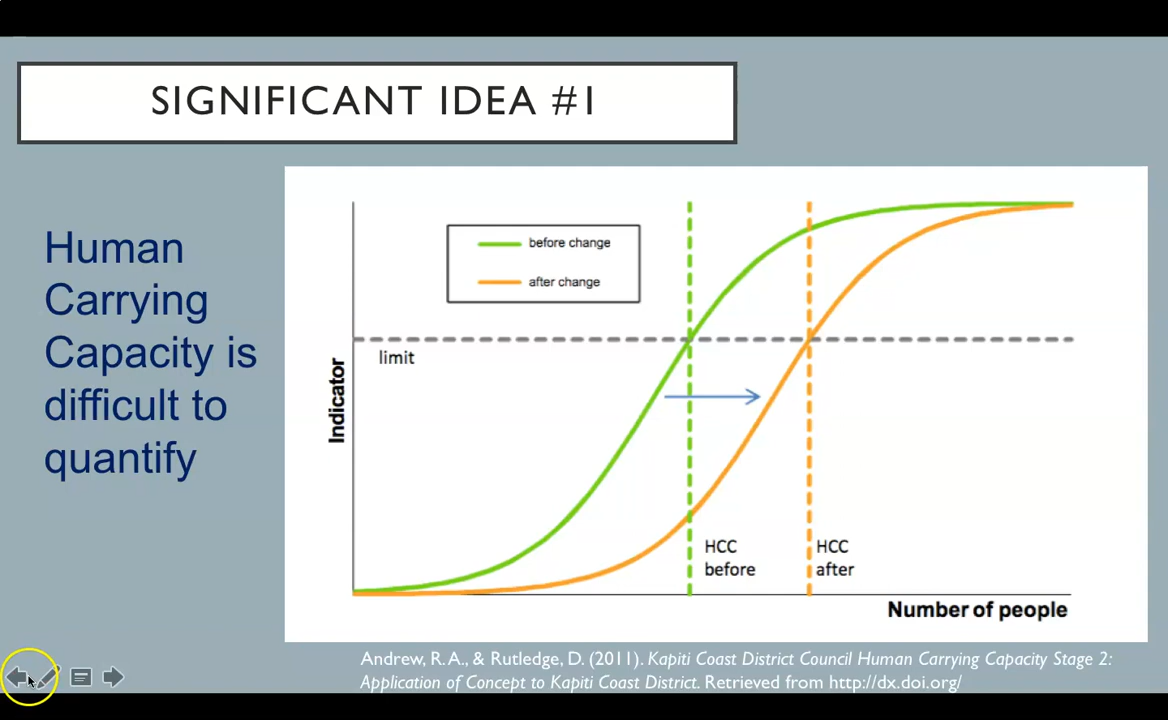 SIGNIFICANT IDEA #1
Human
Carrying
Capacity is
difficult to
quantify
before change
after change
limit
Indicator
HCC
before
HCC
after
Number of people
Andrew, R. A., & Rutledge, D. (2011). Kapiti Coast District Council Human Carrying Capacity Stage 2:
Application of Concept to Kapiti Coast District. Retrieved from http://dx.doi.org/